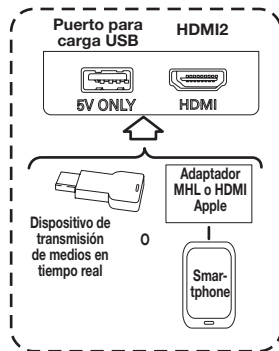 Puerto para
carga USB
HDMI2
5V ONLY
HDMI
Dispositivo de
transmisión
de medios en
tiempo real
O
Adaptador
MHL o HDMI
Apple
Smar-
tphone